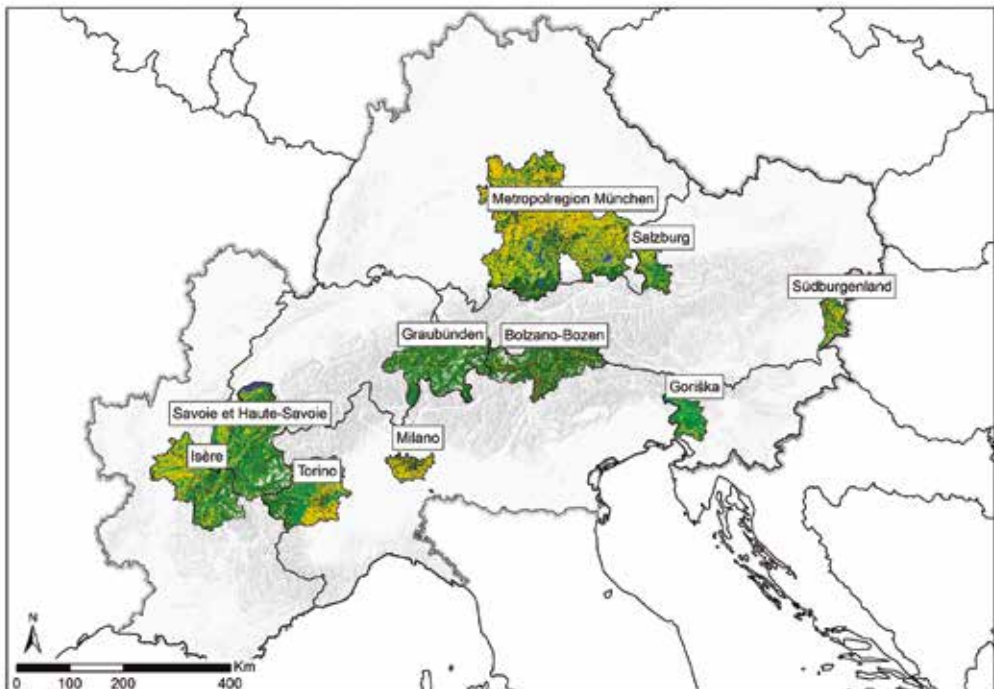 Metropolregion München
Salzburg
Südburgenland
Graubünden
Bolzano-Bozen
Goriška
Savoie et Haute-Savoie
Milano
Isère
Torino
N
Km
0 100 200 400